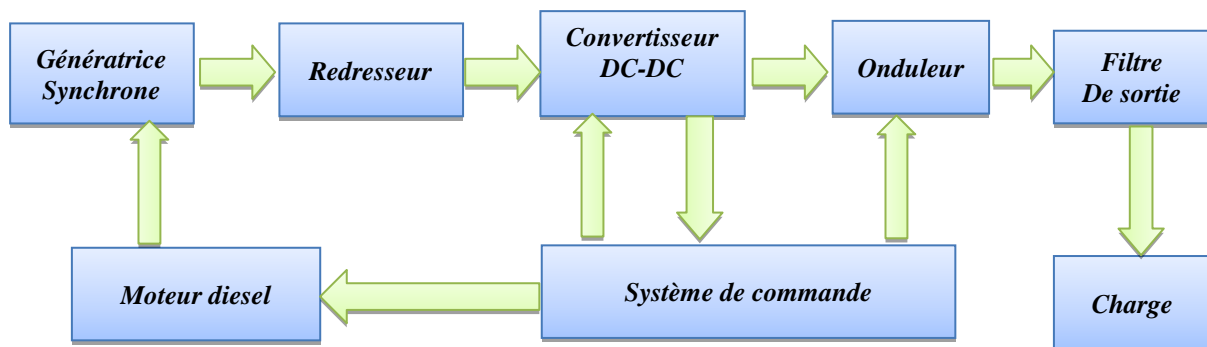 Génératrice
Synchrone
Redresseur
Convertisseur
DC-DC
Onduleur
Filtre
De sortie
Moteur diesel
Système de commande
Charge